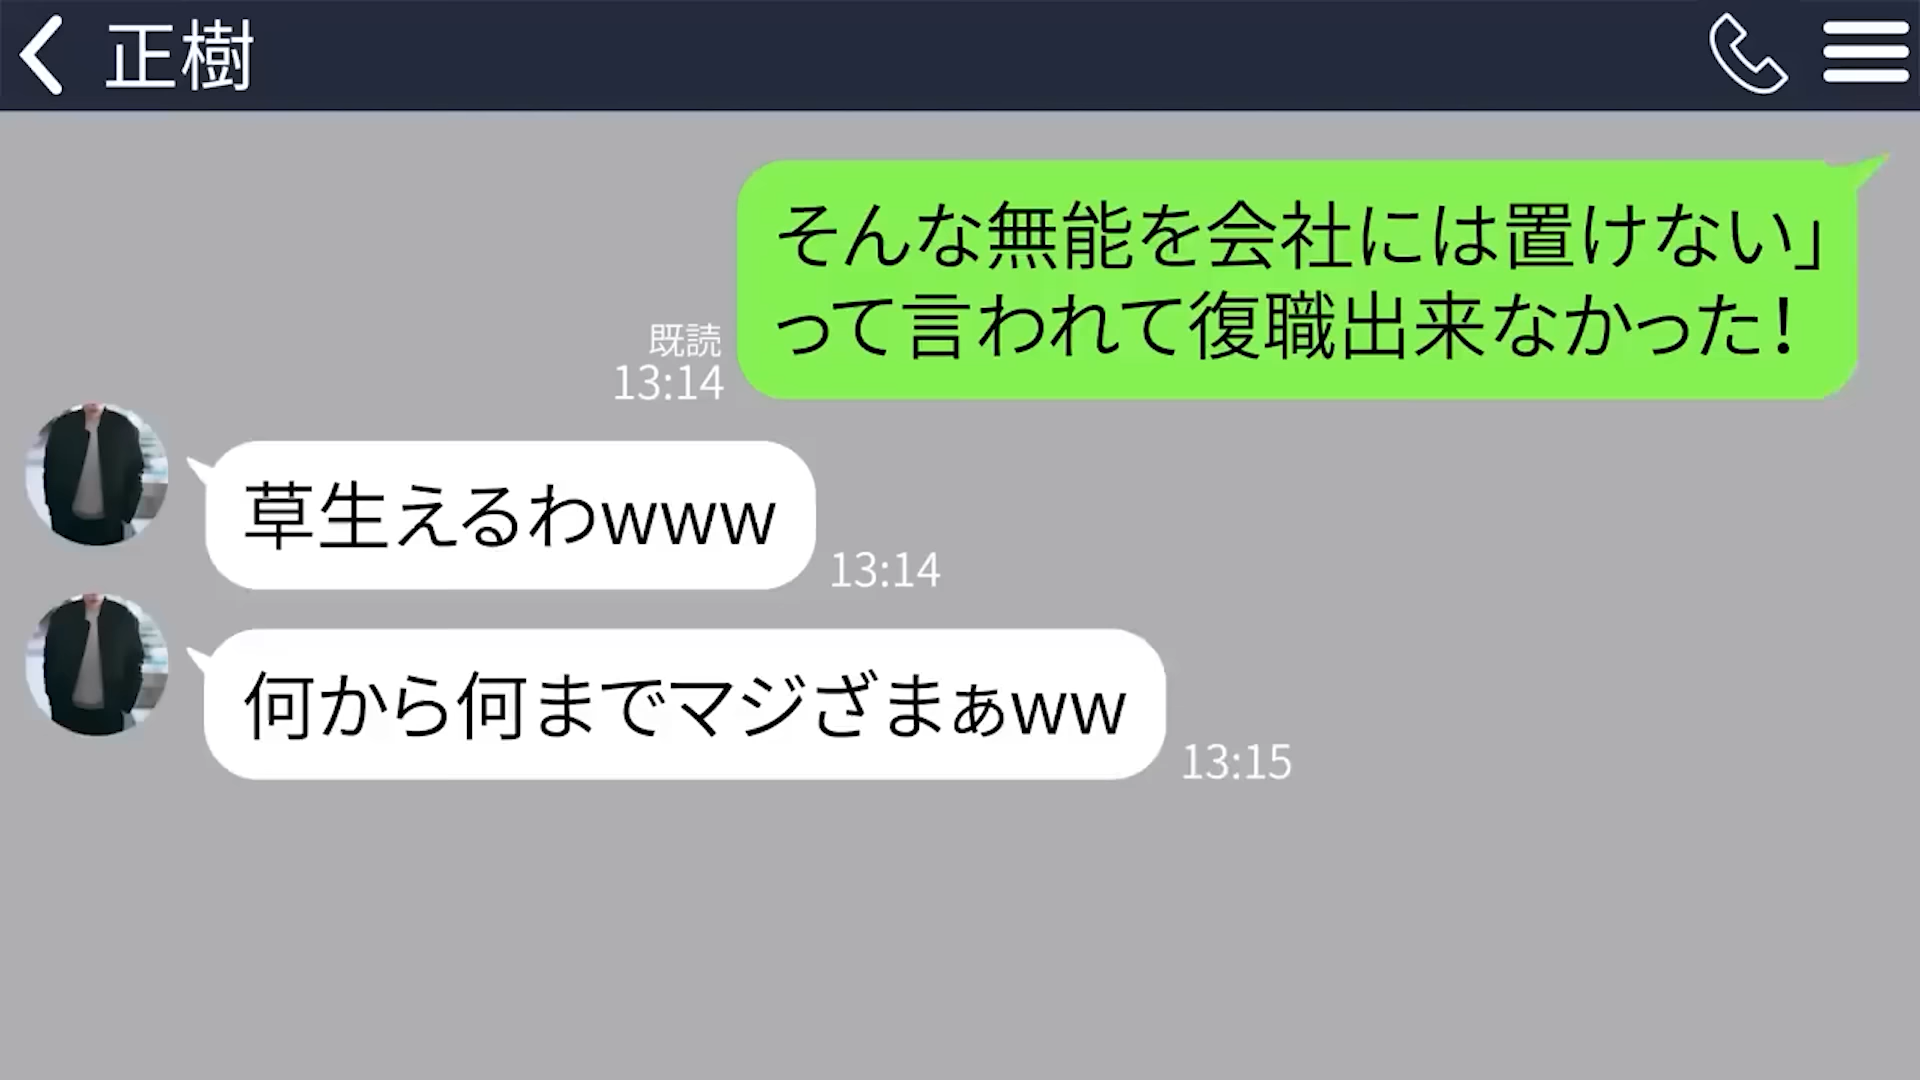 正樹
そんな無能を会社には置けない」
って言われて復職出来なかった！
既読
13:14
草生えるわwww
13:14
何から何までマジざまぁww
13:15